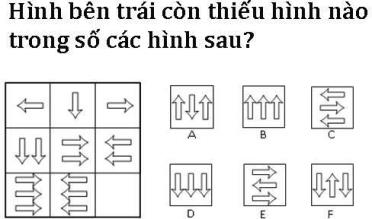 Hình bên trái còn thiếu hình nào
trong số các hình sau?
A
B
C
D
E
F